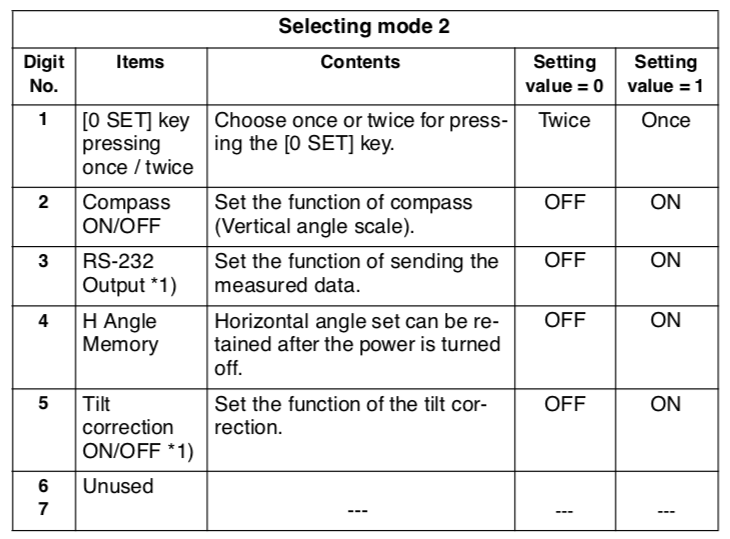 Selecting mode 2
Digit No. Items Contents Setting value = 0 Setting value = 1
1 [0 SET] key pressing once / twice Choose once or twice for press-
ing the [0 SET] key. Twice Once
2 Compass ON/OFF Set the function of compass
(Vertical angle scale). OFF ON
3 RS-232 Output *1) Set the function of sending the
measured data. OFF ON
4 H Angle Memory Horizontal angle set can be re-
tained after the power is turned
off. OFF ON
5 Tilt correction ON/OFF *1) Set the function of the tilt cor-
rection. OFF ON
6 Unused
7 --- --- ---